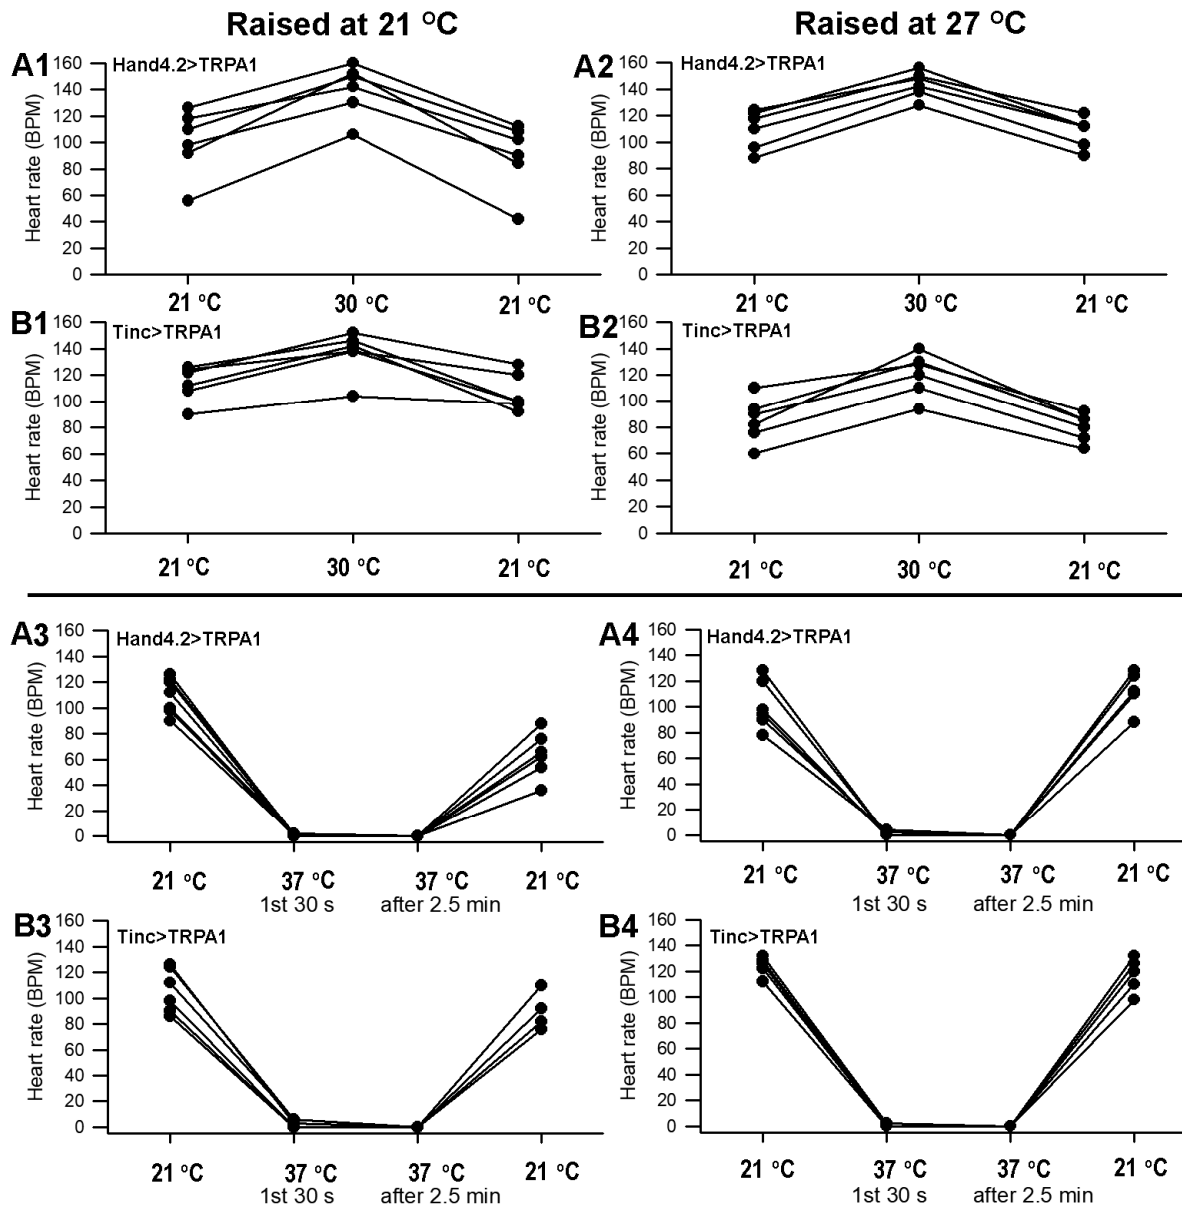 Raised at 21 °C
Raised at 27 °C
A1
Hand4.2>TRPA1
Heart rate (BPM)
160
140
120
100
80
60
40
20
0
21 °C 30 °C 21 °C
A2
Hand4.2>TRPA1
Heart rate (BPM)
160
140
120
100
80
60
40
20
0
21 °C 30 °C 21 °C
B1
Tinc>TRPA1
Heart rate (BPM)
160
140
120
100
80
60
40
20
0
21 °C 30 °C 21 °C
B2
Tinc>TRPA1
Heart rate (BPM)
160
140
120
100
80
60
40
20
0
21 °C 30 °C 21 °C
A3
Hand4.2>TRPA1
Heart rate (BPM)
160
140
120
100
80
60
40
20
0
21 °C 37 °C 37 °C 21 °C
1st 30 s after 2.5 min
A4
Hand4.2>TRPA1
Heart rate (BPM)
160
140
120
100
80
60
40
20
0
21 °C 37 °C 37 °C 21 °C
1st 30 s after 2.5 min
B3
Tinc>TRPA1
Heart rate (BPM)
160
140
120
100
80
60
40
20
0
21 °C 37 °C 37 °C 21 °C
1st 30 s after 2.5 min
B4
Tinc>TRPA1
Heart rate (BPM)
160
140
120
100
80
60
40
20
0
21 °C 37 °C 37 °C 21 °C
1st 30 s after 2.5 min